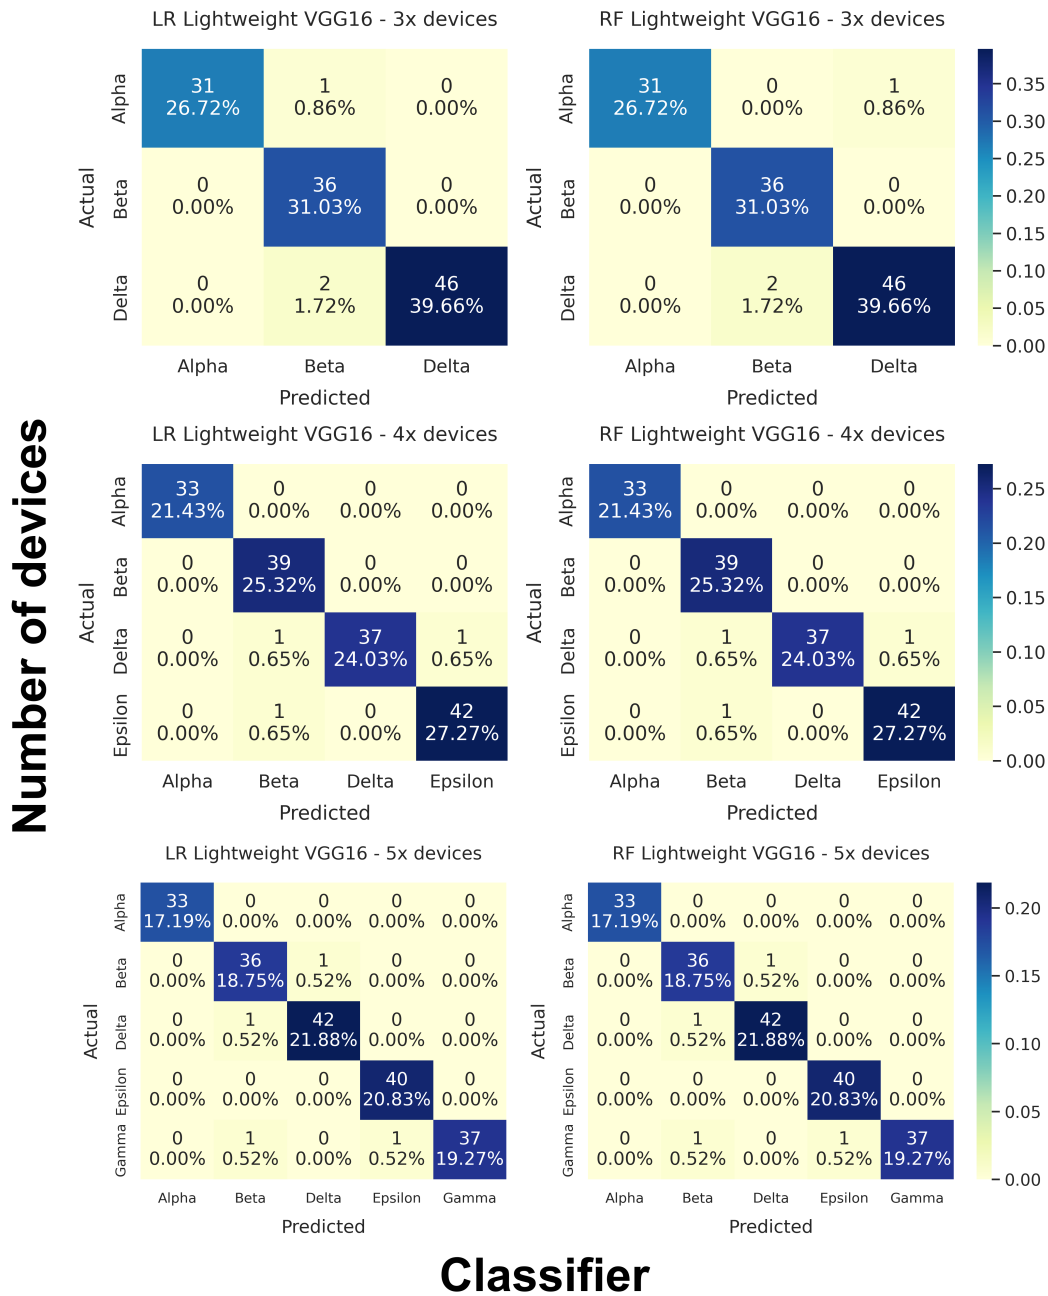 LR Lightweight VGG16 - 3x devices
RF Lightweight VGG16 - 3x devices
Alpha
31 1 0
26.72% 0.86% 0.00%
Beta
0 36 0
0.00% 31.03% 0.00%
Delta
0 2 46
0.00% 1.72% 39.66%
Actual
Alpha Beta Delta
Predicted
Alpha
31 0 1
26.72% 0.00% 0.86%
Beta
0 36 0
0.00% 31.03% 0.00%
Delta
0 2 46
0.00% 1.72% 39.66%
Actual
Alpha Beta Delta
Predicted
0.35
0.30
0.25
0.20
0.15
0.10
0.05
0.00
Number of devices
LR Lightweight VGG16 - 4x devices
RF Lightweight VGG16 - 4x devices
Alpha
33 0 0 0
21.43% 0.00% 0.00% 0.00%
Beta
0 39 0 0
0.00% 25.32% 0.00% 0.00%
Delta
0 1 37 1
0.00% 0.65% 24.03% 0.65%
Epsilon
0 1 0 42
0.00% 0.65% 0.00% 27.27%
Actual
Alpha Beta Delta Epsilon
Predicted
Alpha
33 0 0 0
21.43% 0.00% 0.00% 0.00%
Beta
0 39 0 0
0.00% 25.32% 0.00% 0.00%
Delta
0 1 37 1
0.00% 0.65% 24.03% 0.65%
Epsilon
0 1 0 42
0.00% 0.65% 0.00% 27.27%
Actual
Alpha Beta Delta Epsilon
Predicted
0.25
0.20
0.15
0.10
0.05
0.00
LR Lightweight VGG16 - 5x devices
RF Lightweight VGG16 - 5x devices
Alpha
33 0 0 0 0
17.19% 0.00% 0.00% 0.00% 0.00%
Beta
0 36 1 0 0
0.00% 18.75% 0.52% 0.00% 0.00%
Delta
0 1 42 0 0
0.00% 0.52% 21.88% 0.00% 0.00%
Epsilon
0 0 0 40 0
0.00% 0.00% 0.00% 20.83% 0.00%
Gamma
0 1 0 1 37
0.00% 0.52% 0.00% 0.52% 19.27%
Actual
Alpha Beta Delta Epsilon Gamma
Predicted
Alpha
33 0 0 0 0
17.19% 0.00% 0.00% 0.00% 0.00%
Beta
0 36 1 0 0
0.00% 18.75% 0.52% 0.00% 0.00%
Delta
0 1 42 0 0
0.00% 0.52% 21.88% 0.00% 0.00%
Epsilon
0 0 0 40 0
0.00% 0.00% 0.00% 20.83% 0.00%
Gamma
0 1 0 1 37
0.00% 0.52% 0.00% 0.52% 19.27%
Actual
Alpha Beta Delta Epsilon Gamma
Predicted
0.20
0.15
0.10
0.05
0.00
Classifier